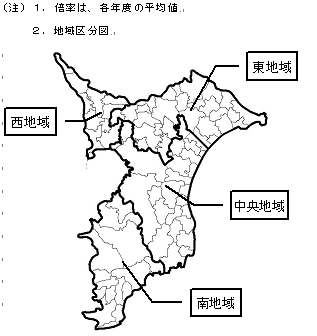 （注） １．倍率は、各年度の平均値。
２．地域区分図。
東地域
西地域
中央地域
南地域